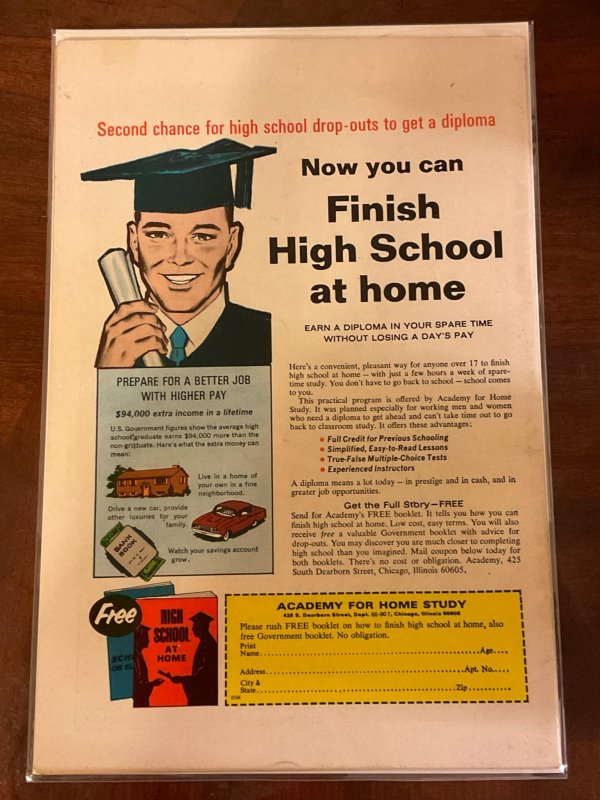 Second chance for high school drop-outs to get a diploma
Now you can
Finish
High School
at home
EARN A DIPLOMA IN YOUR SPARE TIME
WITHOUT LOSING A DAY'S PAY
Here's a convenient, pleasant way for anyone over 17 to finish
high school at home — with just a few hours a week of spare-
time study. You don't have to go back to school — school comes
to you.
This practical program is offered by Academy for Home
Study. It was planned especially for working men and women
who need a diploma to get ahead and can't take time out to go
back to classroom study. It offers these advantages:
• Full Credit for Previous Schooling
• Simplified, Easy-to-Read Lessons
• True-False Multiple-Choice Tests
• Experienced Instructors
A diploma means a lot today — in prestige and in cash, and in
greater job opportunities.
Get the Full Story—FREE
Send for Academy's FREE booklet. It tells you how you can
finish high school at home. Low cost, easy terms. You will also
receive free a valuable Government booklet with advice for
drop-outs. You may discover you are much closer to completing
high school than you imagined. Mail coupon below today for
both booklets. There's no cost or obligation. Academy, 425
South Dearborn Street, Chicago, Illinois 60605.
PREPARE FOR A BETTER JOB
WITH HIGHER PAY
$94,000 extra income in a lifetime
U.S. Government figures show the average high
school graduate earns $94,000 more than the
non-graduate. Here's what the extra money can
mean:
Live in a home of
your own in a fine
neighborhood.
Drive a new car, provide
other luxuries for your
family.
BANK
BOOK
Watch your savings account
grow.
Free
HIGH
SCHOOL
AT
HOME
ACADEMY FOR HOME STUDY
425 S. Dearborn Street, Dept. 05-907, Chicago, Illinois 60605
Please rush FREE booklet on how to finish high school at home, also
free Government booklet. No obligation.
Print
Name Age
Address Apt. No.
City &
State Zip